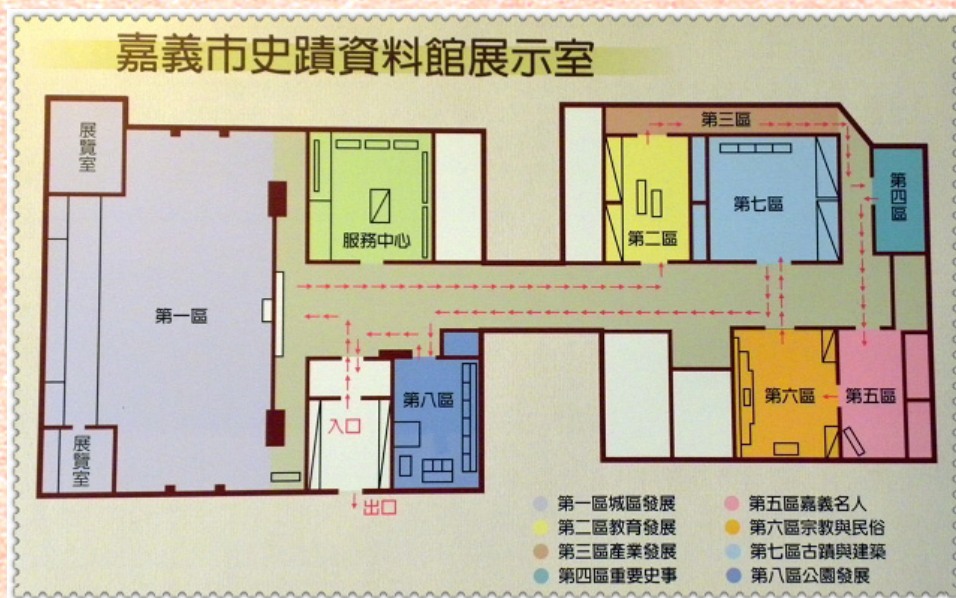 嘉義市史蹟資料館展示室
展覽室
第一區
展覽室
服務中心
入口
出口
第八區
第二區
第三區
第七區
第四區
第六區
第五區
第一區城區發展
第二區教育發展
第三區產業發展
第四區重要史事
第五區嘉義名人
第六區宗教與民俗
第七區古蹟與建築
第八區公園發展